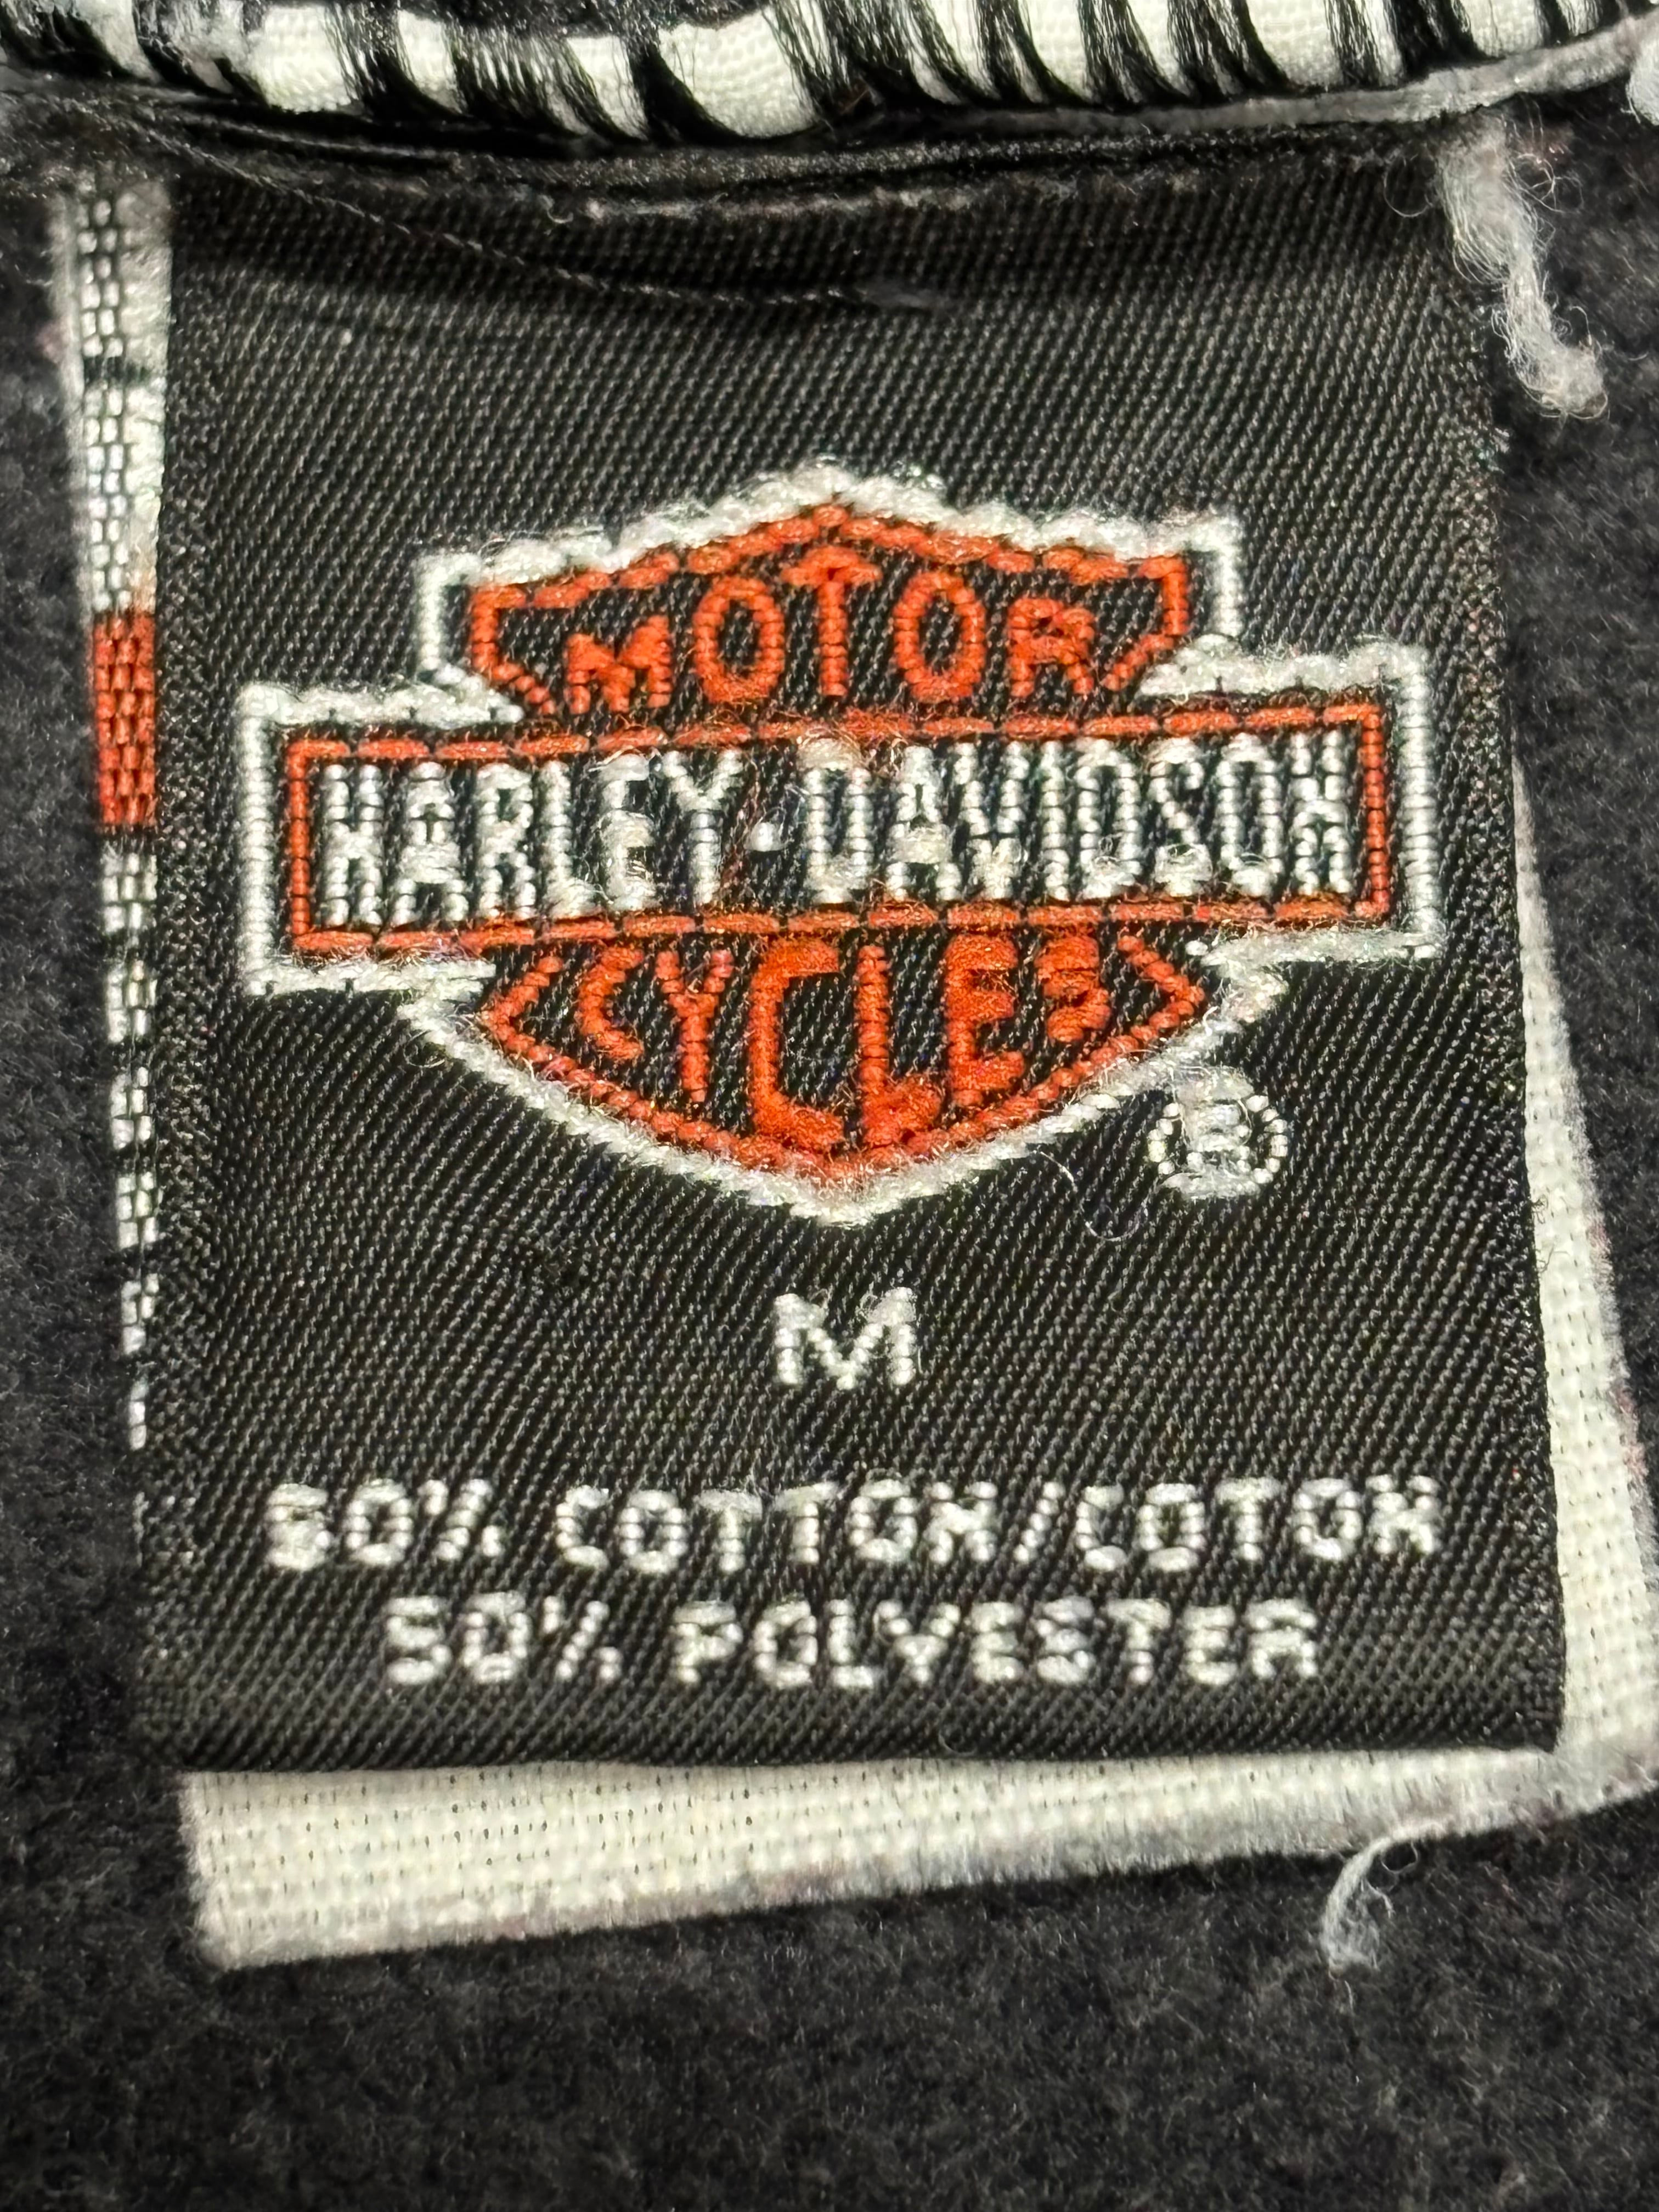 MOTOR
HARLEY-DAVIDSON
CYCLES
®
M
50% COTTON/COTON
50% POLYESTER